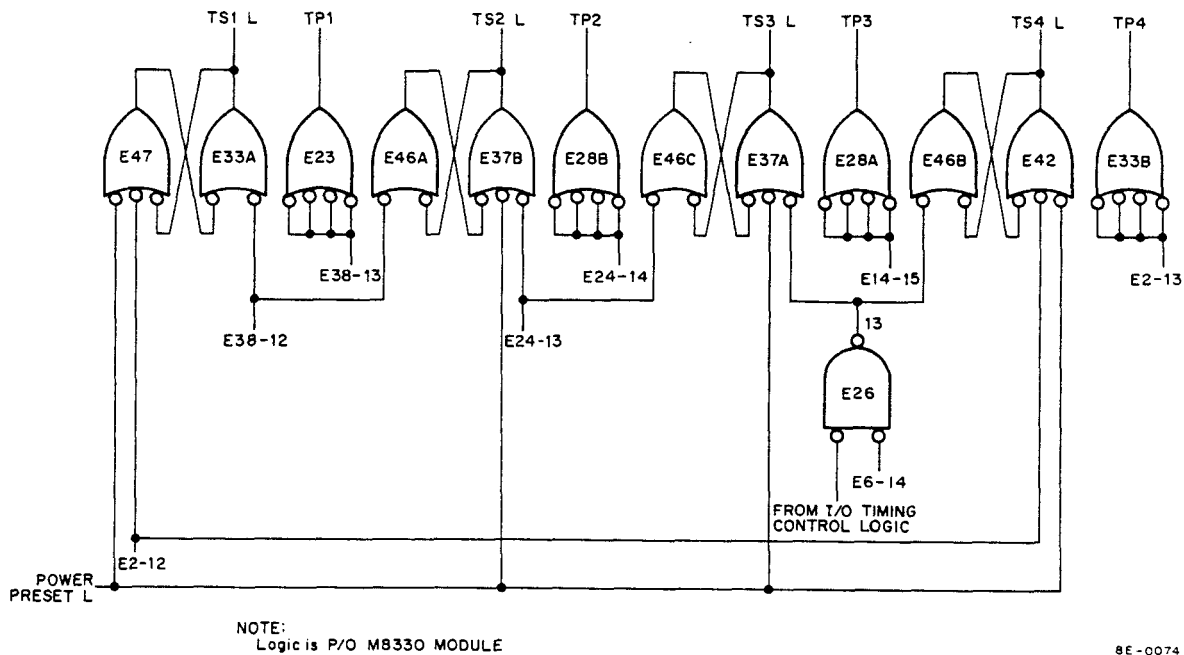 TS1 L TP1 TS2 L TP2 TS3 L TP3 TS4 L TP4
E47 E33A E23 E46A E37B E28B E46C E37A E28A E46B E42 E33B
E38-13 E24-14 E14-15 E2-13
E38-12 E24-13 13
E26
E6-14
FROM I/O TIMING
CONTROL LOGIC
E2-12
POWER
PRESET L
NOTE:
Logic is P/O M8330 MODULE
8E-0074